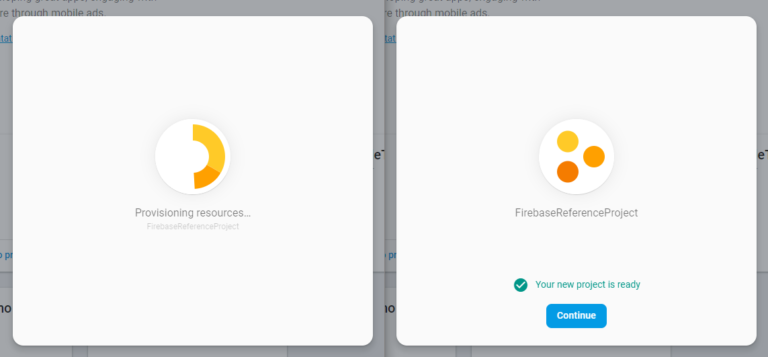 re through mobile ads.
re through mobile ads.
Provisioning resources...
FirebaseReferenceProject
FirebaseReferenceProject
Your new project is ready
Continue